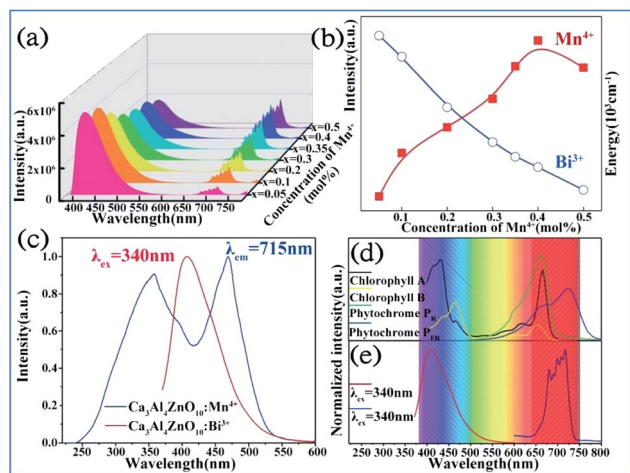 (a)
Intensity(a.u.)
6x10⁶
4x10⁶
2x10⁶
0
400 450 500 550 600 650 700 750
Wavelength(nm)
x=0.5
x=0.4
x=0.35
x=0.3
x=0.2
x=0.1
x=0.05
Concentration of Mn⁴⁺
(mol%)
(b)
Intensity(a.u.)
Mn⁴⁺
Bi³⁺
0.1 0.2 0.3 0.4 0.5
Concentration of Mn⁴⁺(mol%)
Energy(10³cm⁻¹)
(c)
λex=340nm
λem=715nm
Intensity(a.u.)
1.0
0.8
0.6
0.4
0.2
0.0
Ca₃Al₄ZnO₁₀:Mn⁴⁺
Ca₃Al₄ZnO₁₀:Bi³⁺
250 300 350 400 450 500 550 600
Wavelength(nm)
(d)
Normalized intensity(a.u.)
Chlorophyll A
Chlorophyll B
Phytochrome PR
Phytochrome PFR
(e)
λex=340nm
λex=340nm
350 400 450 500 550 600 650 700 750 800
Wavelength(nm)